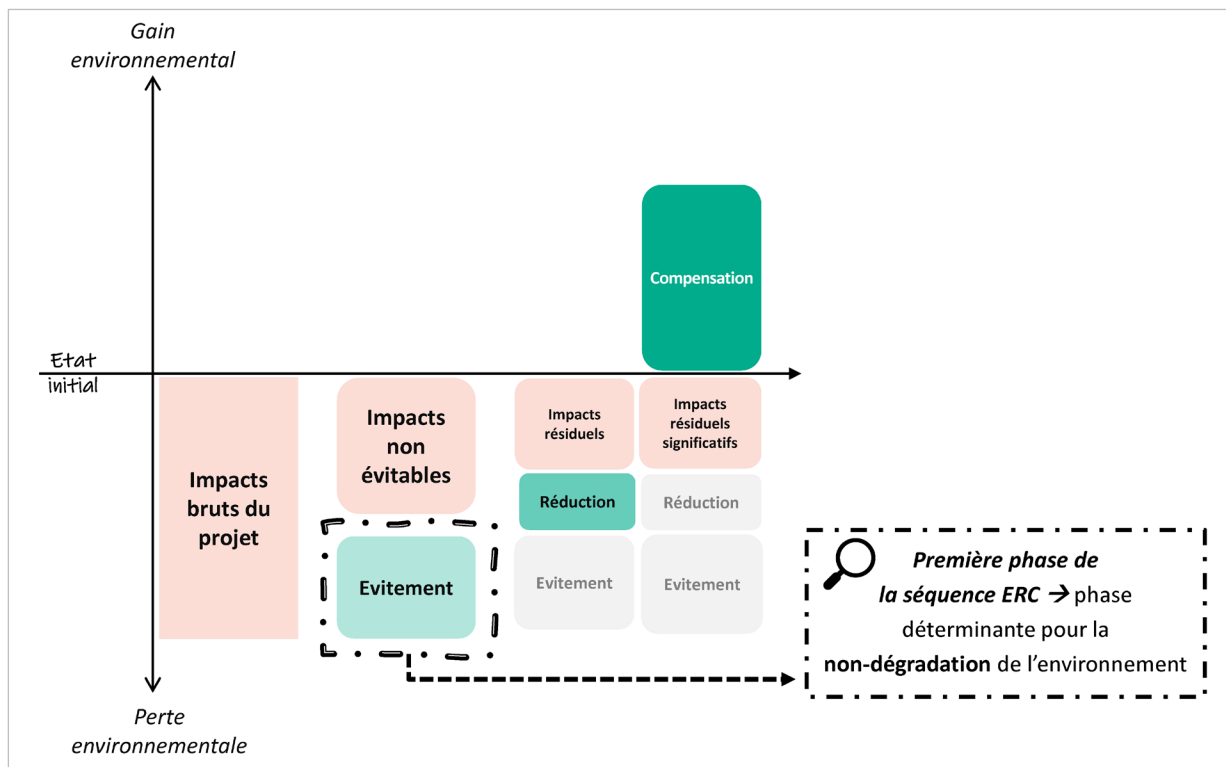 Gain
environnemental
Compensation
Etat
initial
Impacts
bruts du
projet
Impacts
non
évitables
Evitement
Impacts
résiduels
Réduction
Evitement
Impacts
résiduels
significatifs
Réduction
Evitement
Première phase de
la séquence ERC → phase
déterminante pour la
non-dégradation de l’environnement
Perte
environnementale